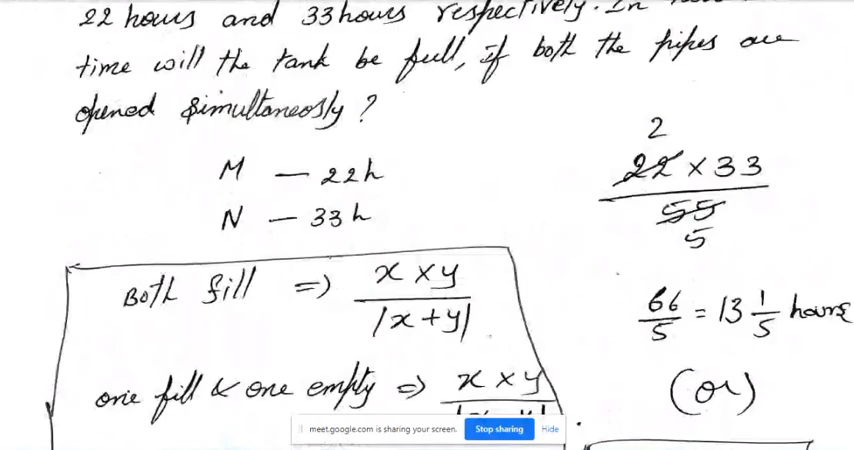 22 hours and 33 hours respectively. In
time will the tank be full, if both the pipes are
opened simultaneosly?
M — 22h
N — 33h
2
22 × 33
55
5
66/5 = 13 1/5 hours
(or)
Both fill => x × y
|x + y|
one fill & one empty => x × y
meet.google.com is sharing your screen. Stop sharing Hide